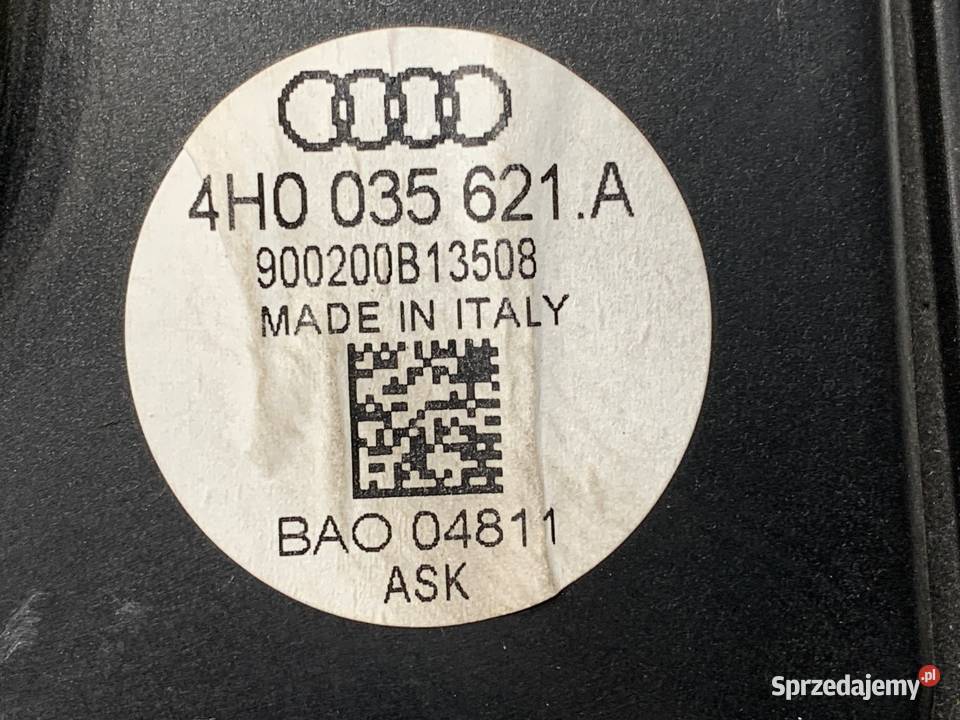 4H0 035 621.A
900200B13508
MADE IN ITALY
BAO 04811
ASK
Sprzedajemy.pl